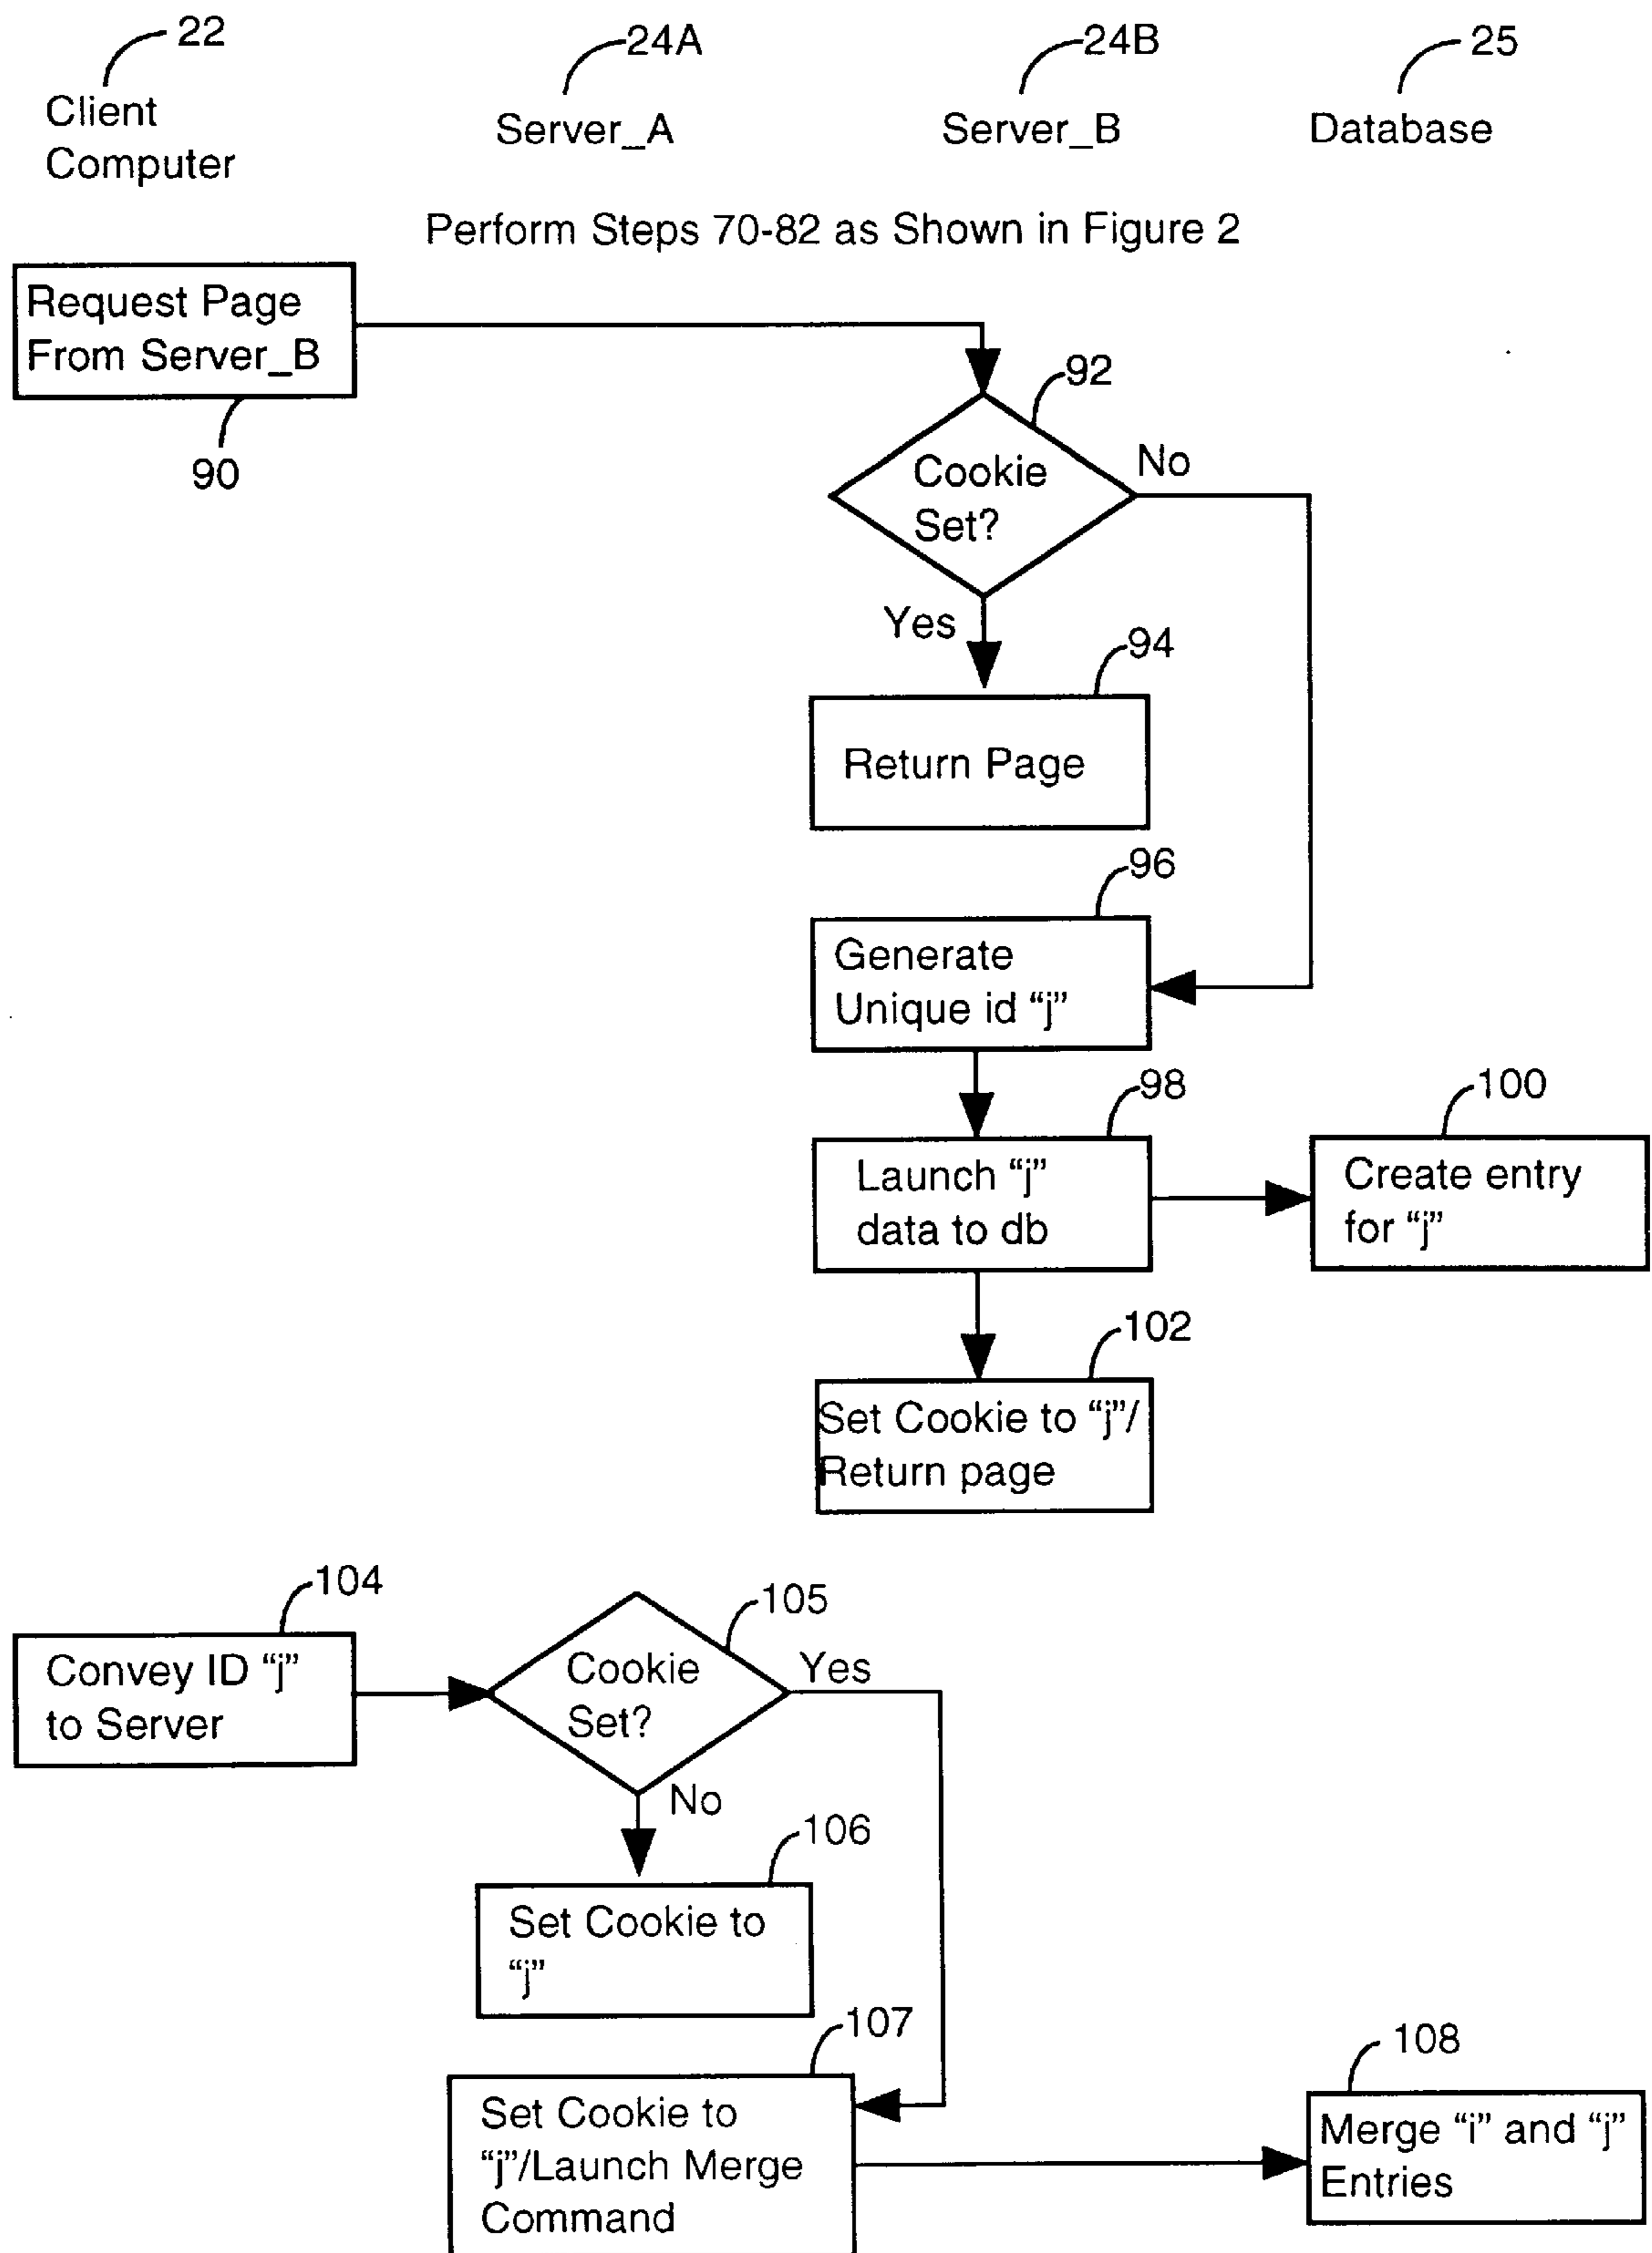 22
24A
24B
25
Client
Computer
Server_A
Server_B
Database
Perform Steps 70-82 as Shown in Figure 2
Request Page
From Server_B
90
92
Cookie
Set?
No
Yes
94
Return Page
96
Generate
Unique id “j”
98
Launch “j”
data to db
100
Create entry
for “j”
102
Set Cookie to “j”/
Return page
104
Convey ID “j”
to Server
105
Cookie
Set?
Yes
No
106
Set Cookie to
“j”
107
Set Cookie to
“j”/Launch Merge
Command
108
Merge “i” and “j”
Entries